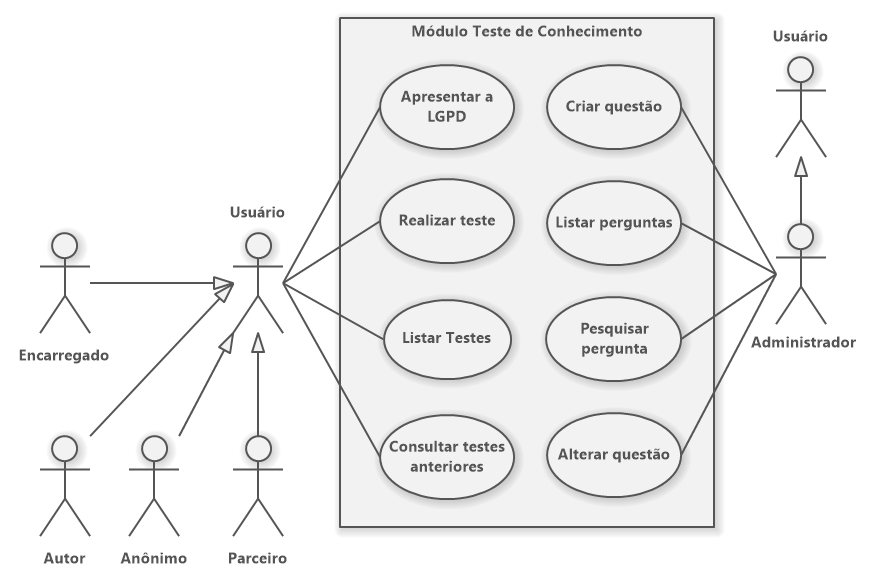 Módulo Teste de Conhecimento
Usuário
Apresentar a
LGPD
Criar questão
Usuário
Realizar teste
Listar perguntas
Encarregado
Listar Testes
Pesquisar
pergunta
Administrador
Consultar testes
anteriores
Alterar questão
Autor
Anônimo
Parceiro